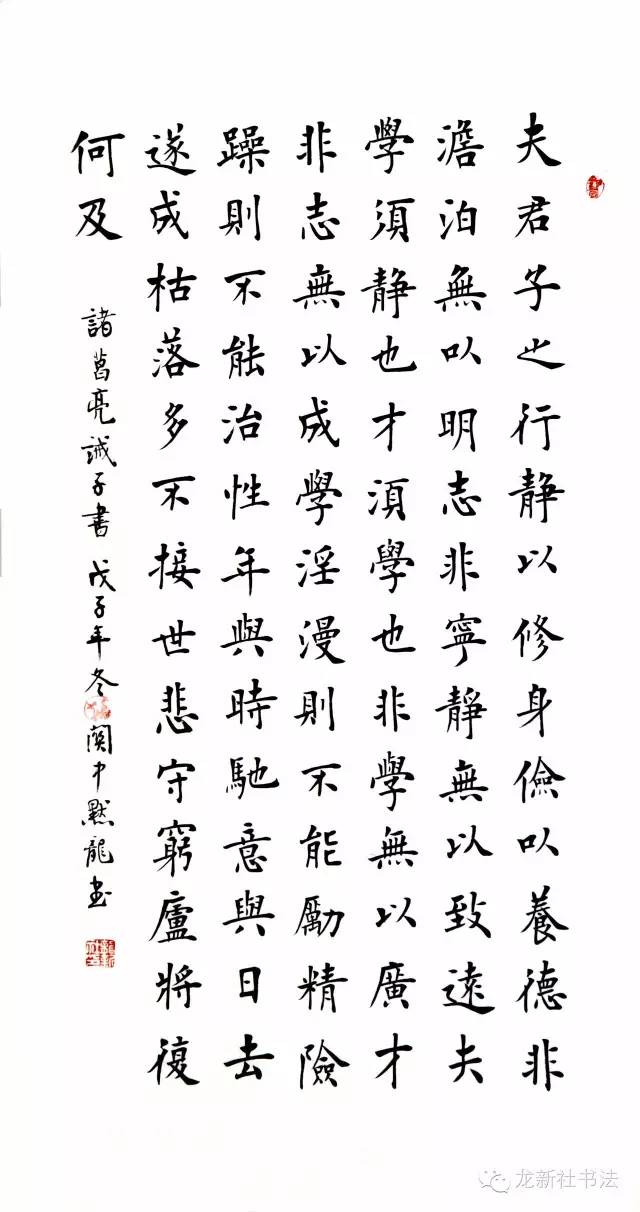 夫君子之行静以修身儉以養德非
澹泊無以明志非寧靜無以致遠夫
學須静也才須學也非學無以廣才
非志無以成學淫漫則不能勵精險
躁則不能治性年與時馳意與日去
遂成枯落多不接世悲守窮廬將復
何及
諸葛亮誡子書 戊子年冬 關中默龍書
龙新社书法